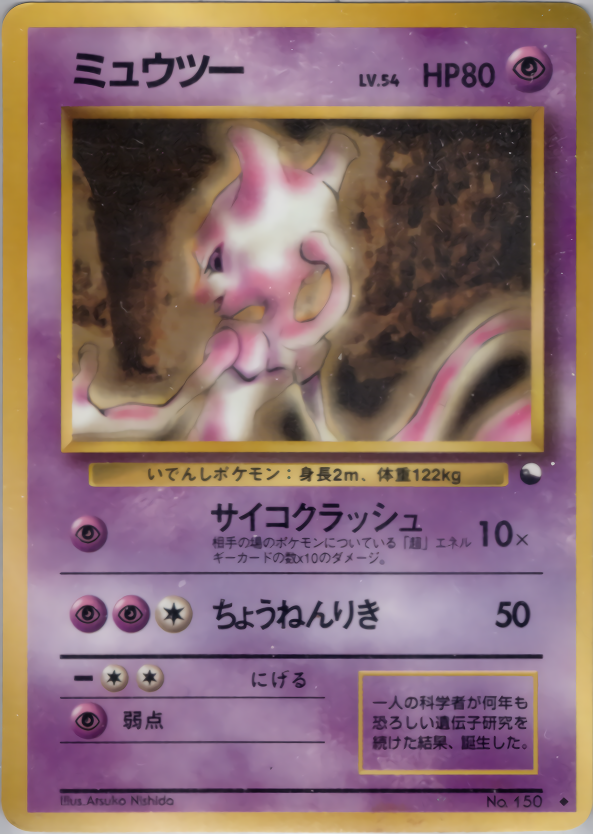 ミュウツー LV.54 HP80
いでんしポケモン：身長2m、体重122kg
サイコクラッシュ 10×
相手の場のポケモンについている「超」エネル
ギーカードの数x10のダメージ。
ちょうねんりき 50
ー にげる
弱点
一人の科学者が何年も
恐ろしい遺伝子研究を
続けた結果、誕生した。
Illus. Atsuko Nishida No. 150